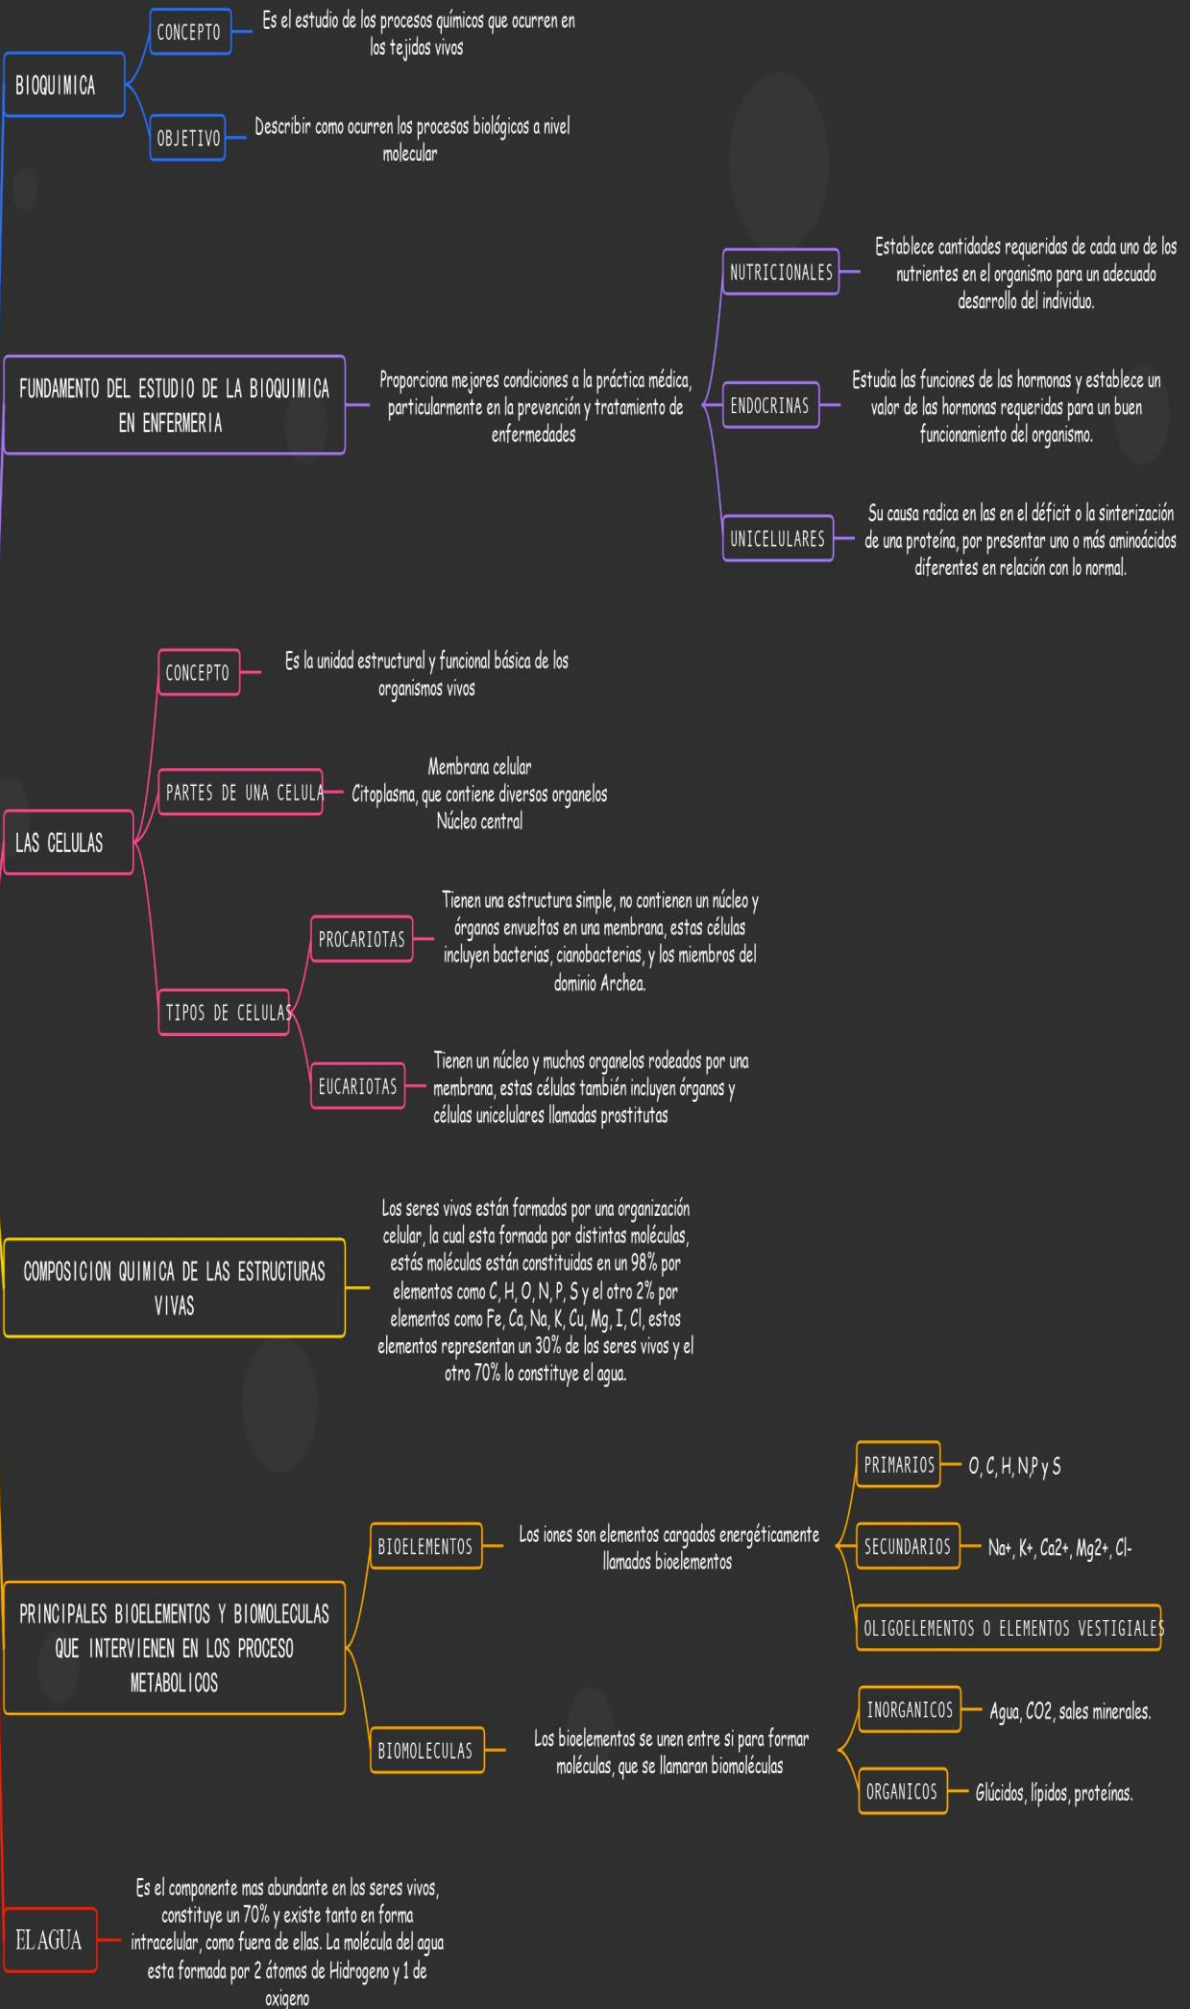 BIOQUIMICA
CONCEPTO
Es el estudio de los procesos químicos que ocurren en
los tejidos vivos
OBJETIVO
Describir como ocurren los procesos biológicos a nivel
molecular
FUNDAMENTO DEL ESTUDIO DE LA BIOQUIMICA
EN ENFERMERIA
Proporciona mejores condiciones a la práctica médica,
particularmente en la prevención y tratamiento de
enfermedades
NUTRICIONALES
Establece cantidades requeridas de cada uno de los
nutrientes en el organismo para un adecuado
desarrollo del individuo.
ENDOCRINAS
Estudia las funciones de las hormonas y establece un
valor de las hormonas requeridas para un buen
funcionamiento del organismo.
UNICELULARES
Su causa radica en las en el déficit o la sinterización
de una proteína, por presentar uno o más aminoácidos
diferentes en relación con lo normal.
LAS CELULAS
CONCEPTO
Es la unidad estructural y funcional básica de los
organismos vivos
PARTES DE UNA CELULA
Membrana celular
Citoplasma, que contiene diversos organelos
Núcleo central
TIPOS DE CELULAS
PROCARIOTAS
Tienen una estructura simple, no contienen un núcleo y
órganos envueltos en una membrana, estas células
incluyen bacterias, cianobacterias, y los miembros del
dominio Archea.
EUCARIOTAS
Tienen un núcleo y muchos organelos rodeados por una
membrana, estas células también incluyen órganos y
células unicelulares llamadas prostitutas
COMPOSICION QUIMICA DE LAS ESTRUCTURAS
VIVAS
Los seres vivos están formados por una organización
celular, la cual esta formada por distintas moléculas,
estás moléculas están constituidas en un 98% por
elementos como C, H, O, N, P, S y el otro 2% por
elementos como Fe, Ca, Na, K, Cu, Mg, I, Cl, estos
elementos representan un 30% de los seres vivos y el
otro 70% lo constituye el agua.
PRINCIPALES BIOELEMENTOS Y BIOMOLECULAS
QUE INTERVIENEN EN LOS PROCESO
METABOLICOS
BIOELEMENTOS
Los iones son elementos cargados energéticamente
llamados bioelementos
PRIMARIOS
O, C, H, N,P y S
SECUNDARIOS
Na+, K+, Ca2+, Mg2+, Cl-
OLIGOELEMENTOS O ELEMENTOS VESTIGIALES
BIOMOLECULAS
Los bioelementos se unen entre si para formar
moléculas, que se llamaran biomoléculas
INORGANICOS
Agua, CO2, sales minerales.
ORGANICOS
Glúcidos, lípidos, proteínas.
EL AGUA
Es el componente mas abundante en los seres vivos,
constituye un 70% y existe tanto en forma
intracelular, como fuera de ellas. La molécula del agua
esta formada por 2 átomos de Hidrogeno y 1 de
oxigeno